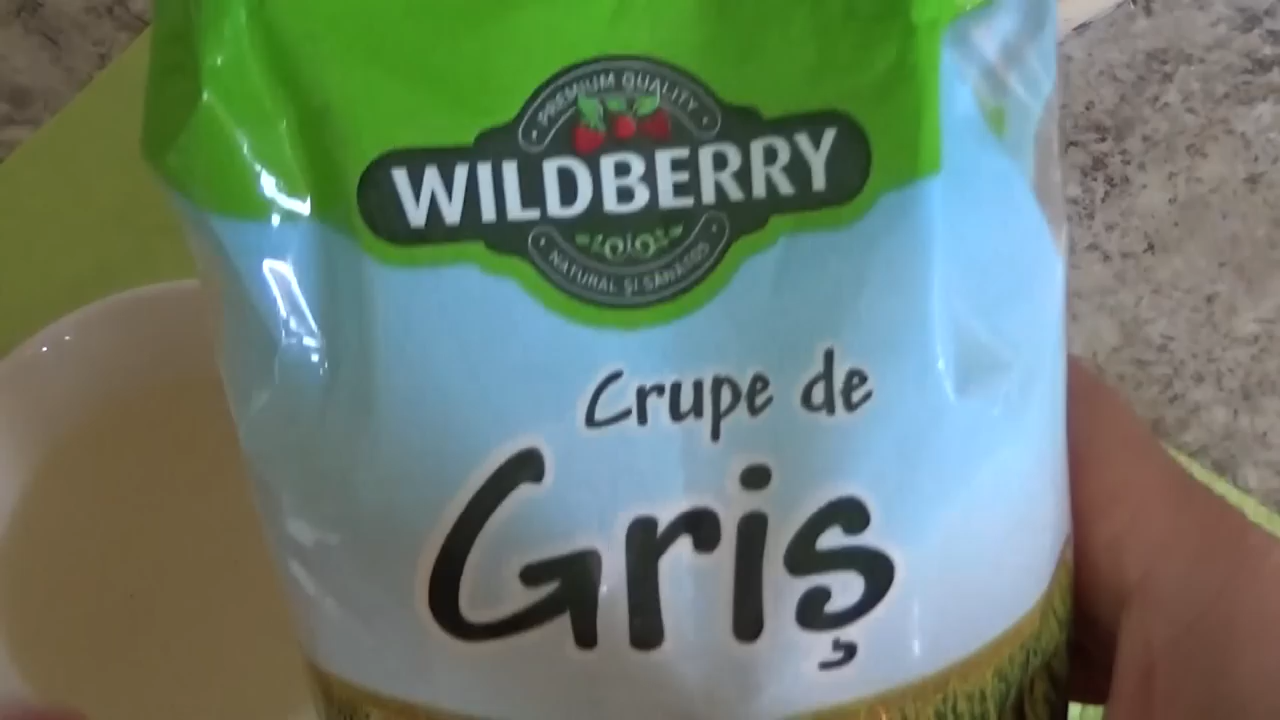 PREMIUM QUALITY
WILDBERRY
NATURAL ȘI SĂNĂTOS
Crupe de
Griș